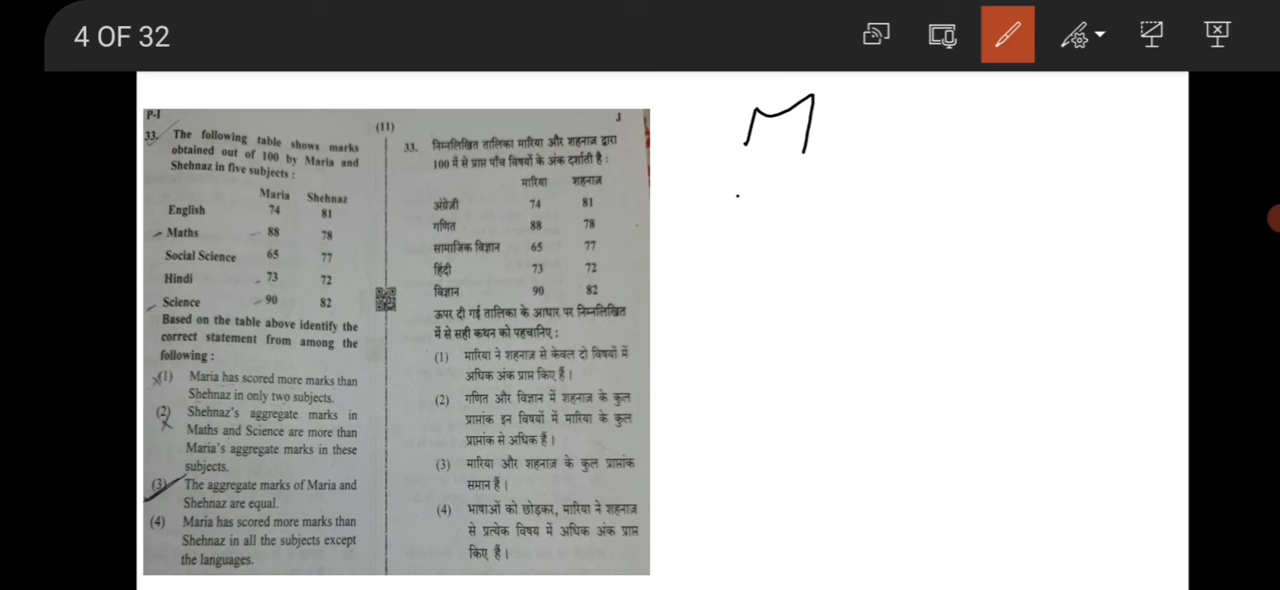 4 OF 32
M
P-I
(11)
J
33. The following table shows marks
obtained out of 100 by Maria and
Shehnaz in five subjects :
Maria Shehnaz
English 74 81
Maths 88 78
Social Science 65 77
Hindi 73 72
Science 90 82
Based on the table above identify the
correct statement from among the
following :
(1) Maria has scored more marks than
Shehnaz in only two subjects.
(2) Shehnaz's aggregate marks in
Maths and Science are more than
Maria's aggregate marks in these
subjects.
(3) The aggregate marks of Maria and
Shehnaz are equal.
(4) Maria has scored more marks than
Shehnaz in all the subjects except
the languages.
33. निम्नलिखित तालिका मारिया और शहनाज़ द्वारा
100 में से प्राप्त पाँच विषयों के अंक दर्शाती है :
मारिया शहनाज़
अंग्रेज़ी 74 81
गणित 88 78
सामाजिक विज्ञान 65 77
हिंदी 73 72
विज्ञान 90 82
ऊपर दी गई तालिका के आधार पर निम्नलिखित
में से सही कथन को पहचानिए :
(1) मारिया ने शहनाज़ से केवल दो विषयों में
अधिक अंक प्राप्त किए हैं ।
(2) गणित और विज्ञान में शहनाज़ के कुल
प्राप्तांक इन विषयों में मारिया के कुल
प्राप्तांक से अधिक हैं ।
(3) मारिया और शहनाज़ के कुल प्राप्तांक
समान हैं ।
(4) भाषाओं को छोड़कर, मारिया ने शहनाज़
से प्रत्येक विषय में अधिक अंक प्राप्त
किए हैं ।